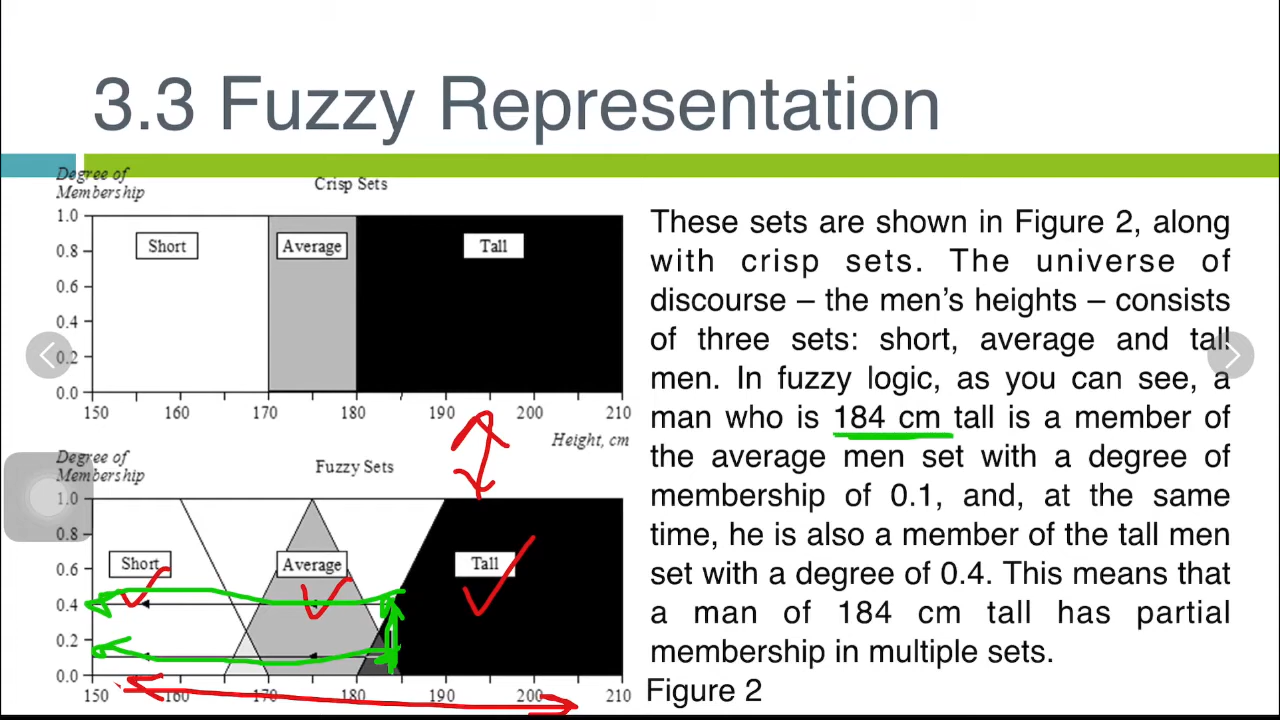 3.3 Fuzzy Representation
Degree of
Membership
Crisp Sets
1.0
0.8
0.6
0.4
0.2
0.0
Short
Average
Tall
150 160 170 180 190 200 210
Height, cm
Degree of
Membership
Fuzzy Sets
1.0
0.8
0.6
0.4
0.2
0.0
Short
Average
Tall
150 160 170 180 190 200 210
These sets are shown in Figure 2, along
with crisp sets. The universe of
discourse – the men's heights – consists
of three sets: short, average and tall
men. In fuzzy logic, as you can see, a
man who is 184 cm tall is a member of
the average men set with a degree of
membership of 0.1, and, at the same
time, he is also a member of the tall men
set with a degree of 0.4. This means that
a man of 184 cm tall has partial
membership in multiple sets.
Figure 2